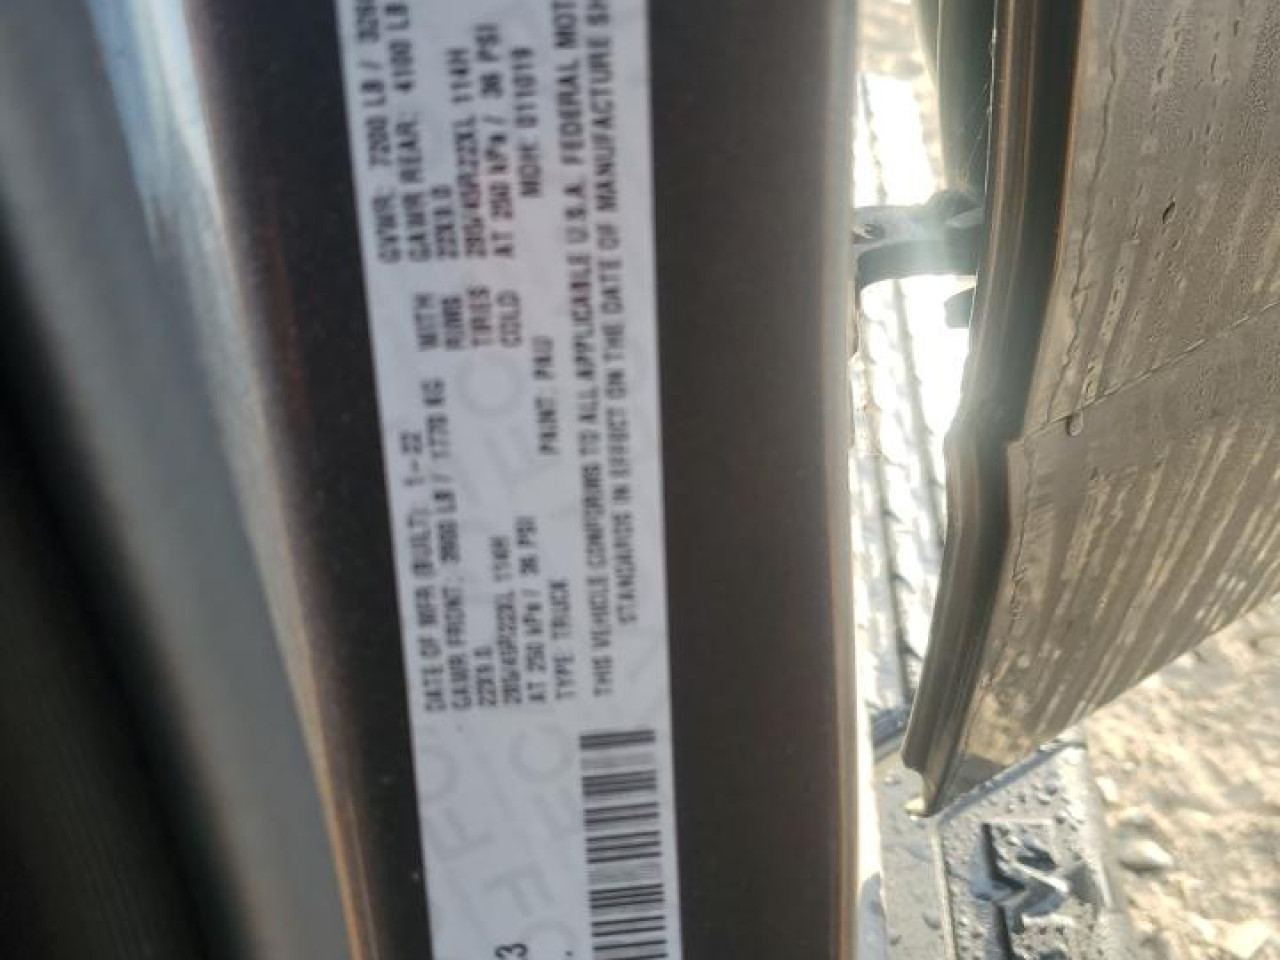 DATE OF MFR (BUILT): 1-22 GVWR: 7200 LB /
GAWR FRONT: 3900 LB / 1770 KG WITH GAWR REAR: 4100 LB
22X9.0 RIMS 22X9.0
285/45R22XL 114H TIRES 285/45R22XL 114H
AT 250 kPa / 36 PSI COLD AT 250 kPa / 36 PSI
TYPE: TRUCK PAINT: MDH: 011019
THIS VEHICLE CONFORMS TO ALL APPLICABLE U.S.A. FEDERAL
STANDARDS IN EFFECT ON THE DATE OF MANUFACTURE
3